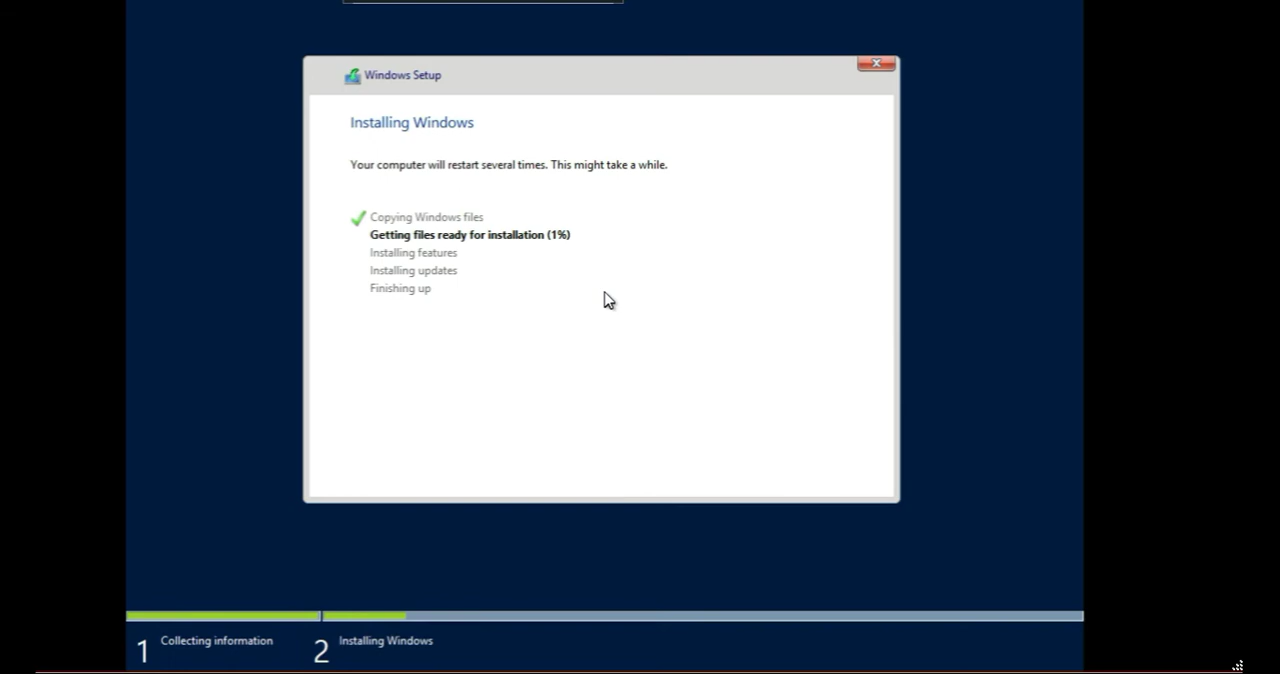 Windows Setup
Installing Windows
Your computer will restart several times. This might take a while.
Copying Windows files
Getting files ready for installation (1%)
Installing features
Installing updates
Finishing up
1 Collecting information
2 Installing Windows